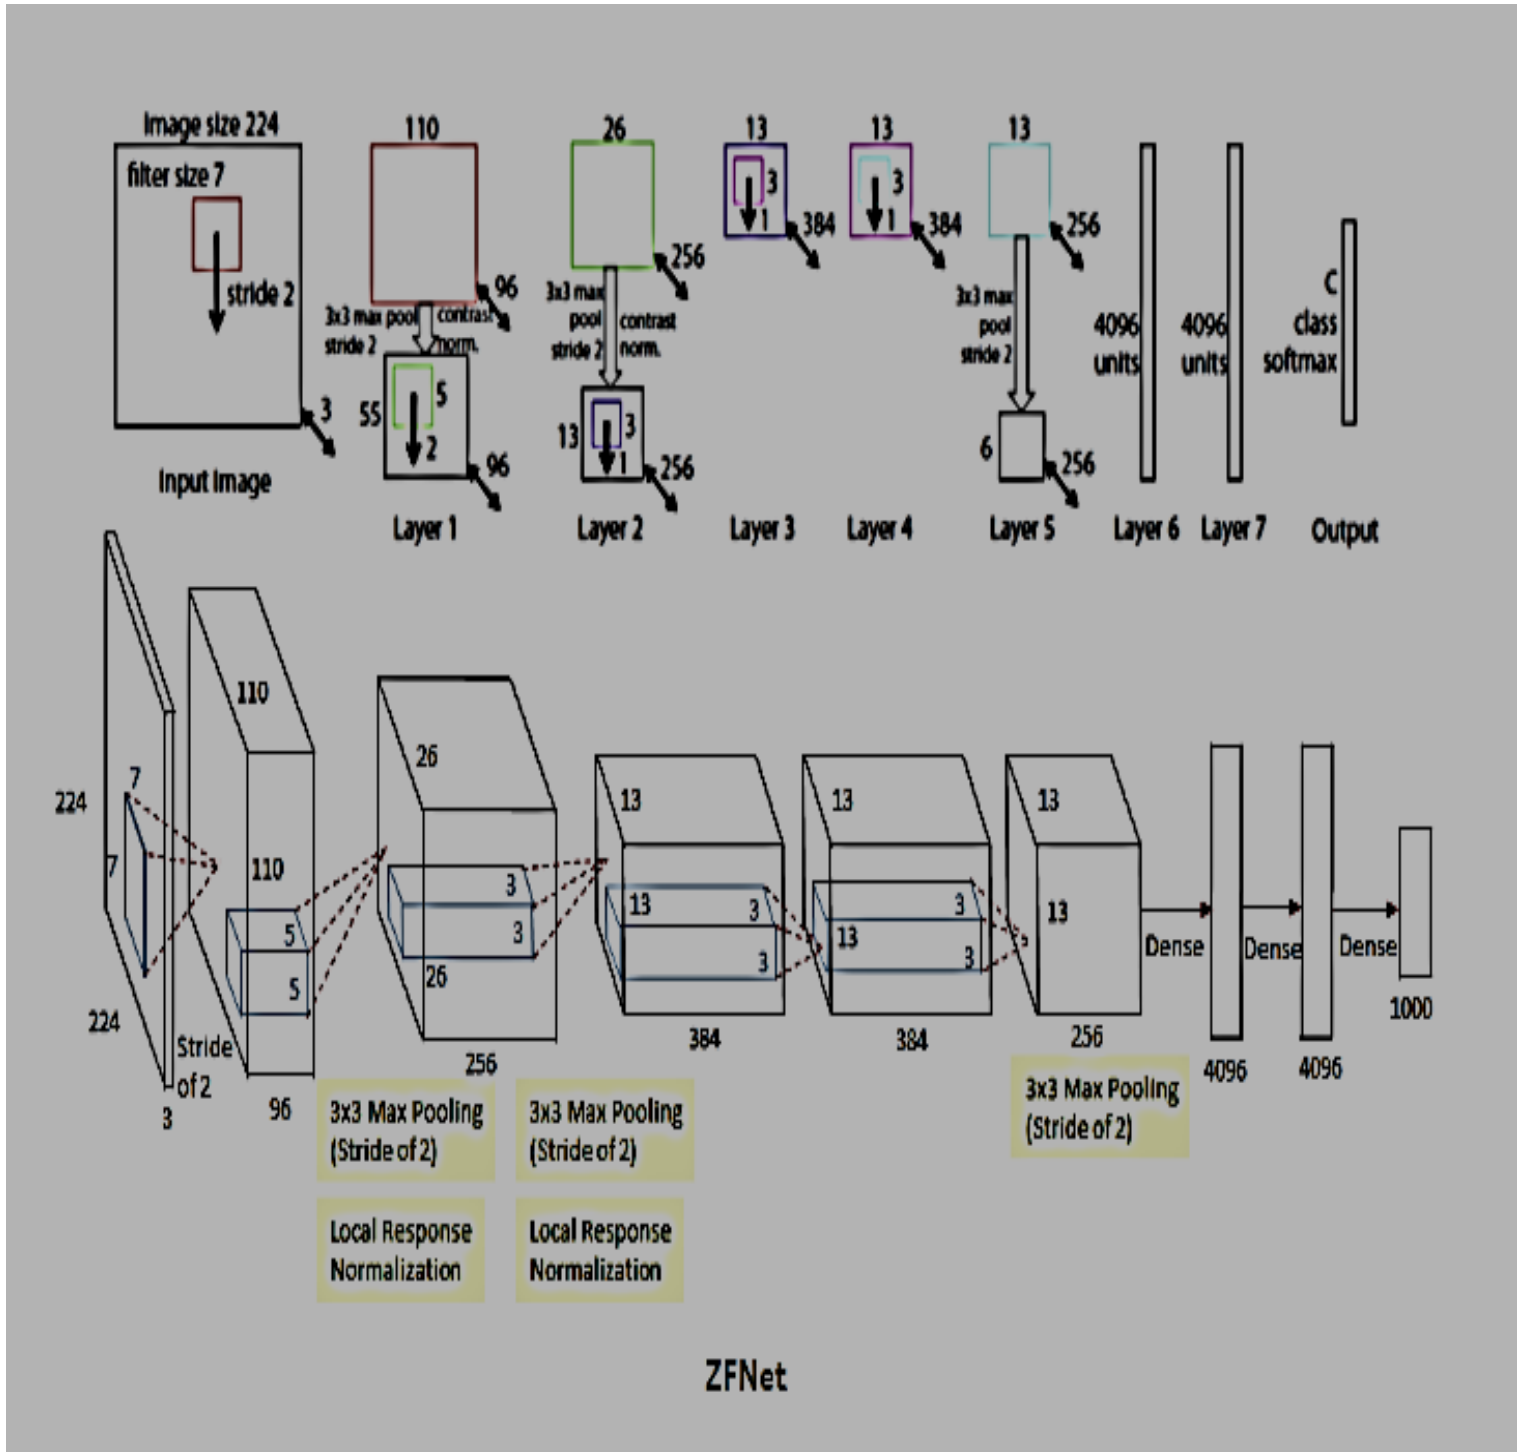 Image size 224
110
26
13
13
13
filter size 7
stride 2
3
3
1
1
384
384
256
256
96
3x3 max pool
stride 2
contrast
norm.
3x3 max
pool
stride 2
contrast
norm.
3x3 max
pool
stride 2
4096
units
4096
units
C
class
softmax
3
55
5
2
96
13
3
1
256
6
256
Input Image
Layer 1
Layer 2
Layer 3
Layer 4
Layer 5
Layer 6
Layer 7
Output
224
7
7
224
3
Stride
of 2
110
110
5
5
96
26
3
3
26
256
13
13
3
3
384
13
13
3
3
384
13
13
256
Dense
Dense
Dense
4096
4096
1000
3x3 Max Pooling
(Stride of 2)
3x3 Max Pooling
(Stride of 2)
3x3 Max Pooling
(Stride of 2)
Local Response
Normalization
Local Response
Normalization
ZFNet